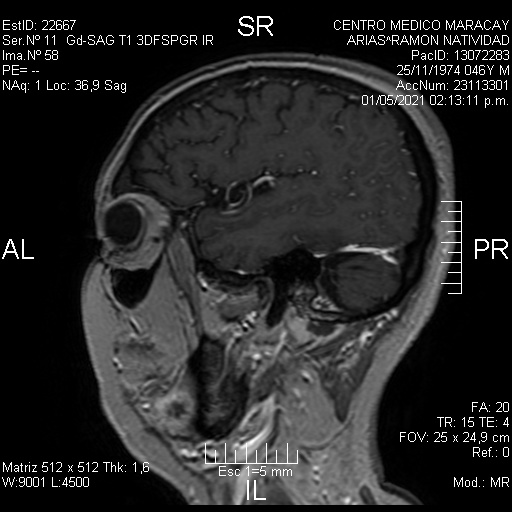 EstID: 22667
Ser.Nº 11 Gd-SAG T1 3DFSPGR IR
Ima.Nº 58
PE= --
NAq: 1 Loc: 36,9 Sag
SR
CENTRO MEDICO MARACAY
ARIAS^RAMON NATIVIDAD
PacID: 13072283
25/11/1974 046Y M
AccNum: 23113301
01/05/2021 02:13:11 p.m.
AL
PR
Matriz 512 x 512 Thk: 1,6
W:9001 L:4500
Esc 1=5 mm
IL
FA: 20
TR: 15 TE: 4
FOV: 25 x 24,9 cm
Ref.: 0
Mod.: MR